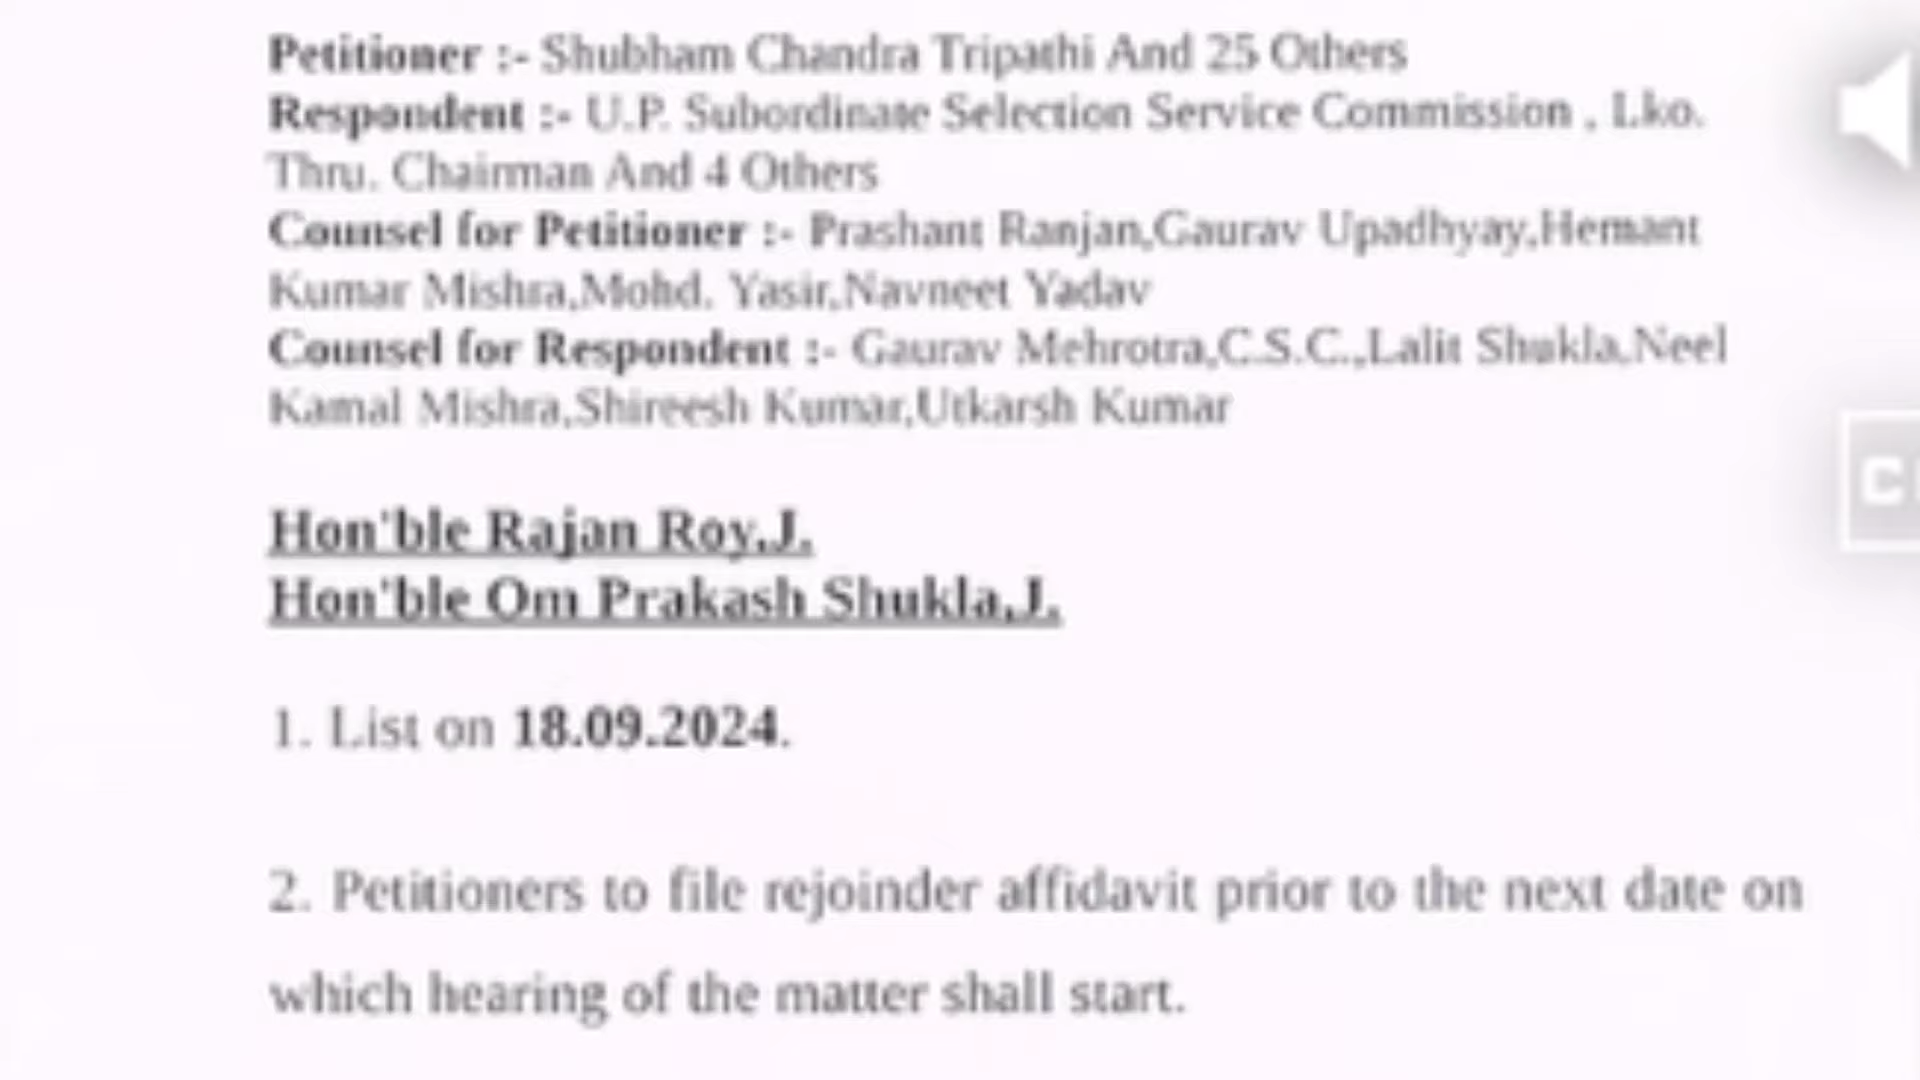 Petitioner :- Shubham Chandra Tripathi And 25 Others
Respondent :- U.P. Subordinate Selection Service Commission , Lko.
Thru. Chairman And 4 Others
Counsel for Petitioner :- Prashant Ranjan,Gaurav Upadhyay,Hemant
Kumar Mishra,Mohd. Yasir,Navneet Yadav
Counsel for Respondent :- Gaurav Mehrotra,C.S.C.,Lalit Shukla,Neel
Kamal Mishra,Shireesh Kumar,Utkarsh Kumar
Hon'ble Rajan Roy,J.
Hon'ble Om Prakash Shukla,J.
1. List on 18.09.2024.
2. Petitioners to file rejoinder affidavit prior to the next date on
which hearing of the matter shall start.